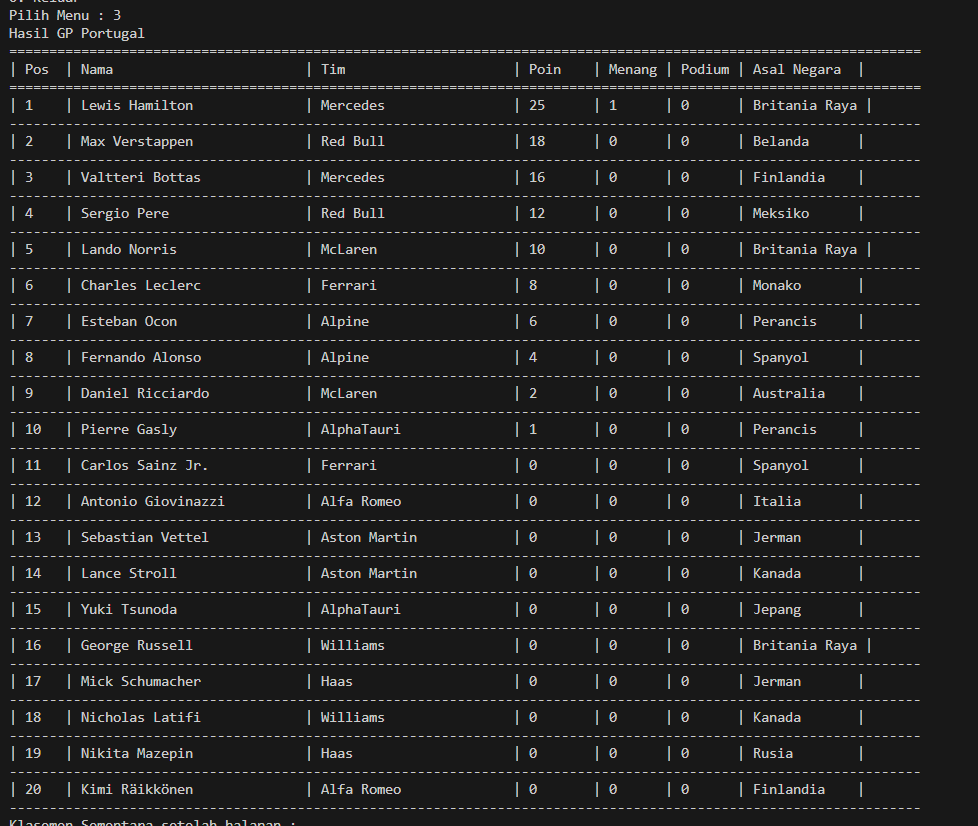 Pilih Menu : 3
Hasil GP Portugal
==================================================================================================================
| Pos  | Nama                        | Tim                     | Poin    | Menang | Podium | Asal Negara  |
==================================================================================================================
| 1    | Lewis Hamilton              | Mercedes                | 25      | 1      | 0      | Britania Raya |
------------------------------------------------------------------------------------------------------------------
| 2    | Max Verstappen              | Red Bull                | 18      | 0      | 0      | Belanda      |
------------------------------------------------------------------------------------------------------------------
| 3    | Valtteri Bottas             | Mercedes                | 16      | 0      | 0      | Finlandia    |
------------------------------------------------------------------------------------------------------------------
| 4    | Sergio Pere                 | Red Bull                | 12      | 0      | 0      | Meksiko      |
------------------------------------------------------------------------------------------------------------------
| 5    | Lando Norris                | McLaren                 | 10      | 0      | 0      | Britania Raya |
------------------------------------------------------------------------------------------------------------------
| 6    | Charles Leclerc             | Ferrari                 | 8       | 0      | 0      | Monako       |
------------------------------------------------------------------------------------------------------------------
| 7    | Esteban Ocon                | Alpine                  | 6       | 0      | 0      | Perancis     |
------------------------------------------------------------------------------------------------------------------
| 8    | Fernando Alonso             | Alpine                  | 4       | 0      | 0      | Spanyol      |
------------------------------------------------------------------------------------------------------------------
| 9    | Daniel Ricciardo            | McLaren                 | 2       | 0      | 0      | Australia    |
------------------------------------------------------------------------------------------------------------------
| 10   | Pierre Gasly                | AlphaTauri              | 1       | 0      | 0      | Perancis     |
------------------------------------------------------------------------------------------------------------------
| 11   | Carlos Sainz Jr.            | Ferrari                 | 0       | 0      | 0      | Spanyol      |
------------------------------------------------------------------------------------------------------------------
| 12   | Antonio Giovinazzi          | Alfa Romeo              | 0       | 0      | 0      | Italia       |
------------------------------------------------------------------------------------------------------------------
| 13   | Sebastian Vettel            | Aston Martin            | 0       | 0      | 0      | Jerman       |
------------------------------------------------------------------------------------------------------------------
| 14   | Lance Stroll                | Aston Martin            | 0       | 0      | 0      | Kanada       |
------------------------------------------------------------------------------------------------------------------
| 15   | Yuki Tsunoda                | AlphaTauri              | 0       | 0      | 0      | Jepang       |
------------------------------------------------------------------------------------------------------------------
| 16   | George Russell              | Williams                | 0       | 0      | 0      | Britania Raya |
------------------------------------------------------------------------------------------------------------------
| 17   | Mick Schumacher             | Haas                    | 0       | 0      | 0      | Jerman       |
------------------------------------------------------------------------------------------------------------------
| 18   | Nicholas Latifi             | Williams                | 0       | 0      | 0      | Kanada       |
------------------------------------------------------------------------------------------------------------------
| 19   | Nikita Mazepin              | Haas                    | 0       | 0      | 0      | Rusia        |
------------------------------------------------------------------------------------------------------------------
| 20   | Kimi Räikkönen              | Alfa Romeo              | 0       | 0      | 0      | Finlandia    |
------------------------------------------------------------------------------------------------------------------
Klasemen Sementara setelah balapan :